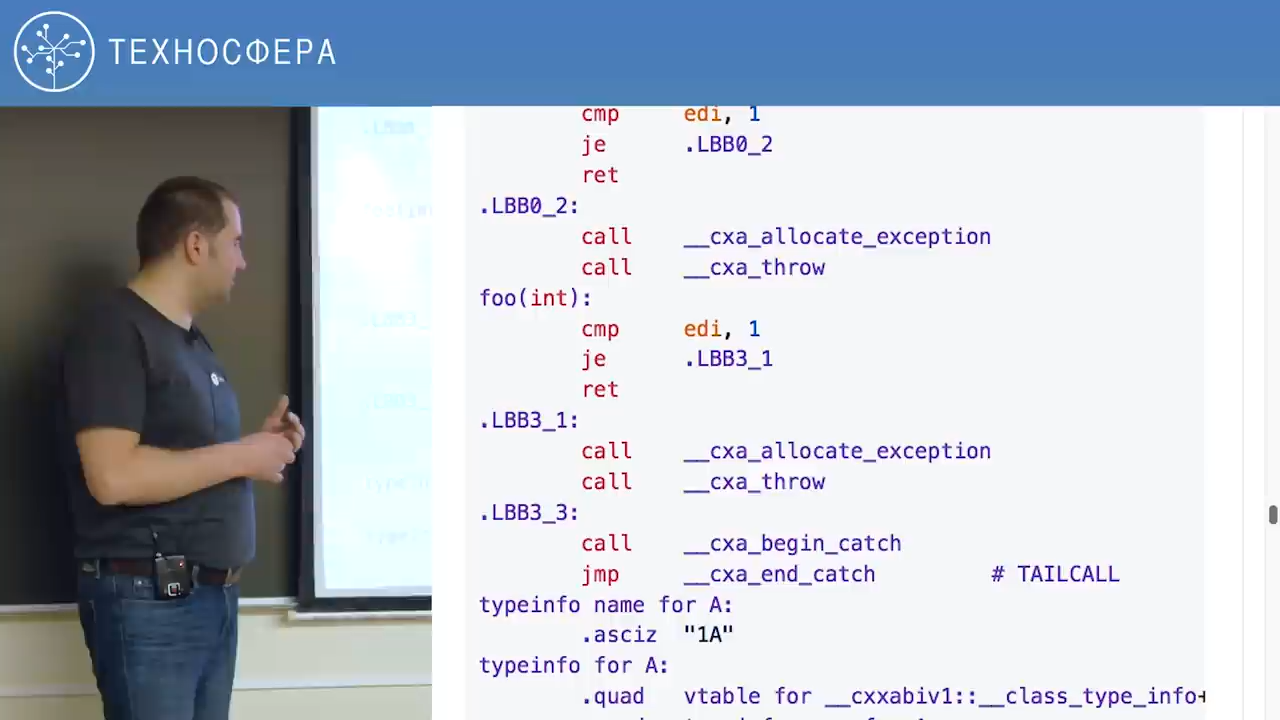 ТЕХНОСФЕРА
cmp edi, 1
je .LBB0_2
ret
.LBB0_2:
call __cxa_allocate_exception
call __cxa_throw
foo(int):
cmp edi, 1
je .LBB3_1
ret
.LBB3_1:
call __cxa_allocate_exception
call __cxa_throw
.LBB3_3:
call __cxa_begin_catch
jmp __cxa_end_catch # TAILCALL
typeinfo name for A:
.asciz "1A"
typeinfo for A:
.quad vtable for __cxxabiv1::__class_type_info+